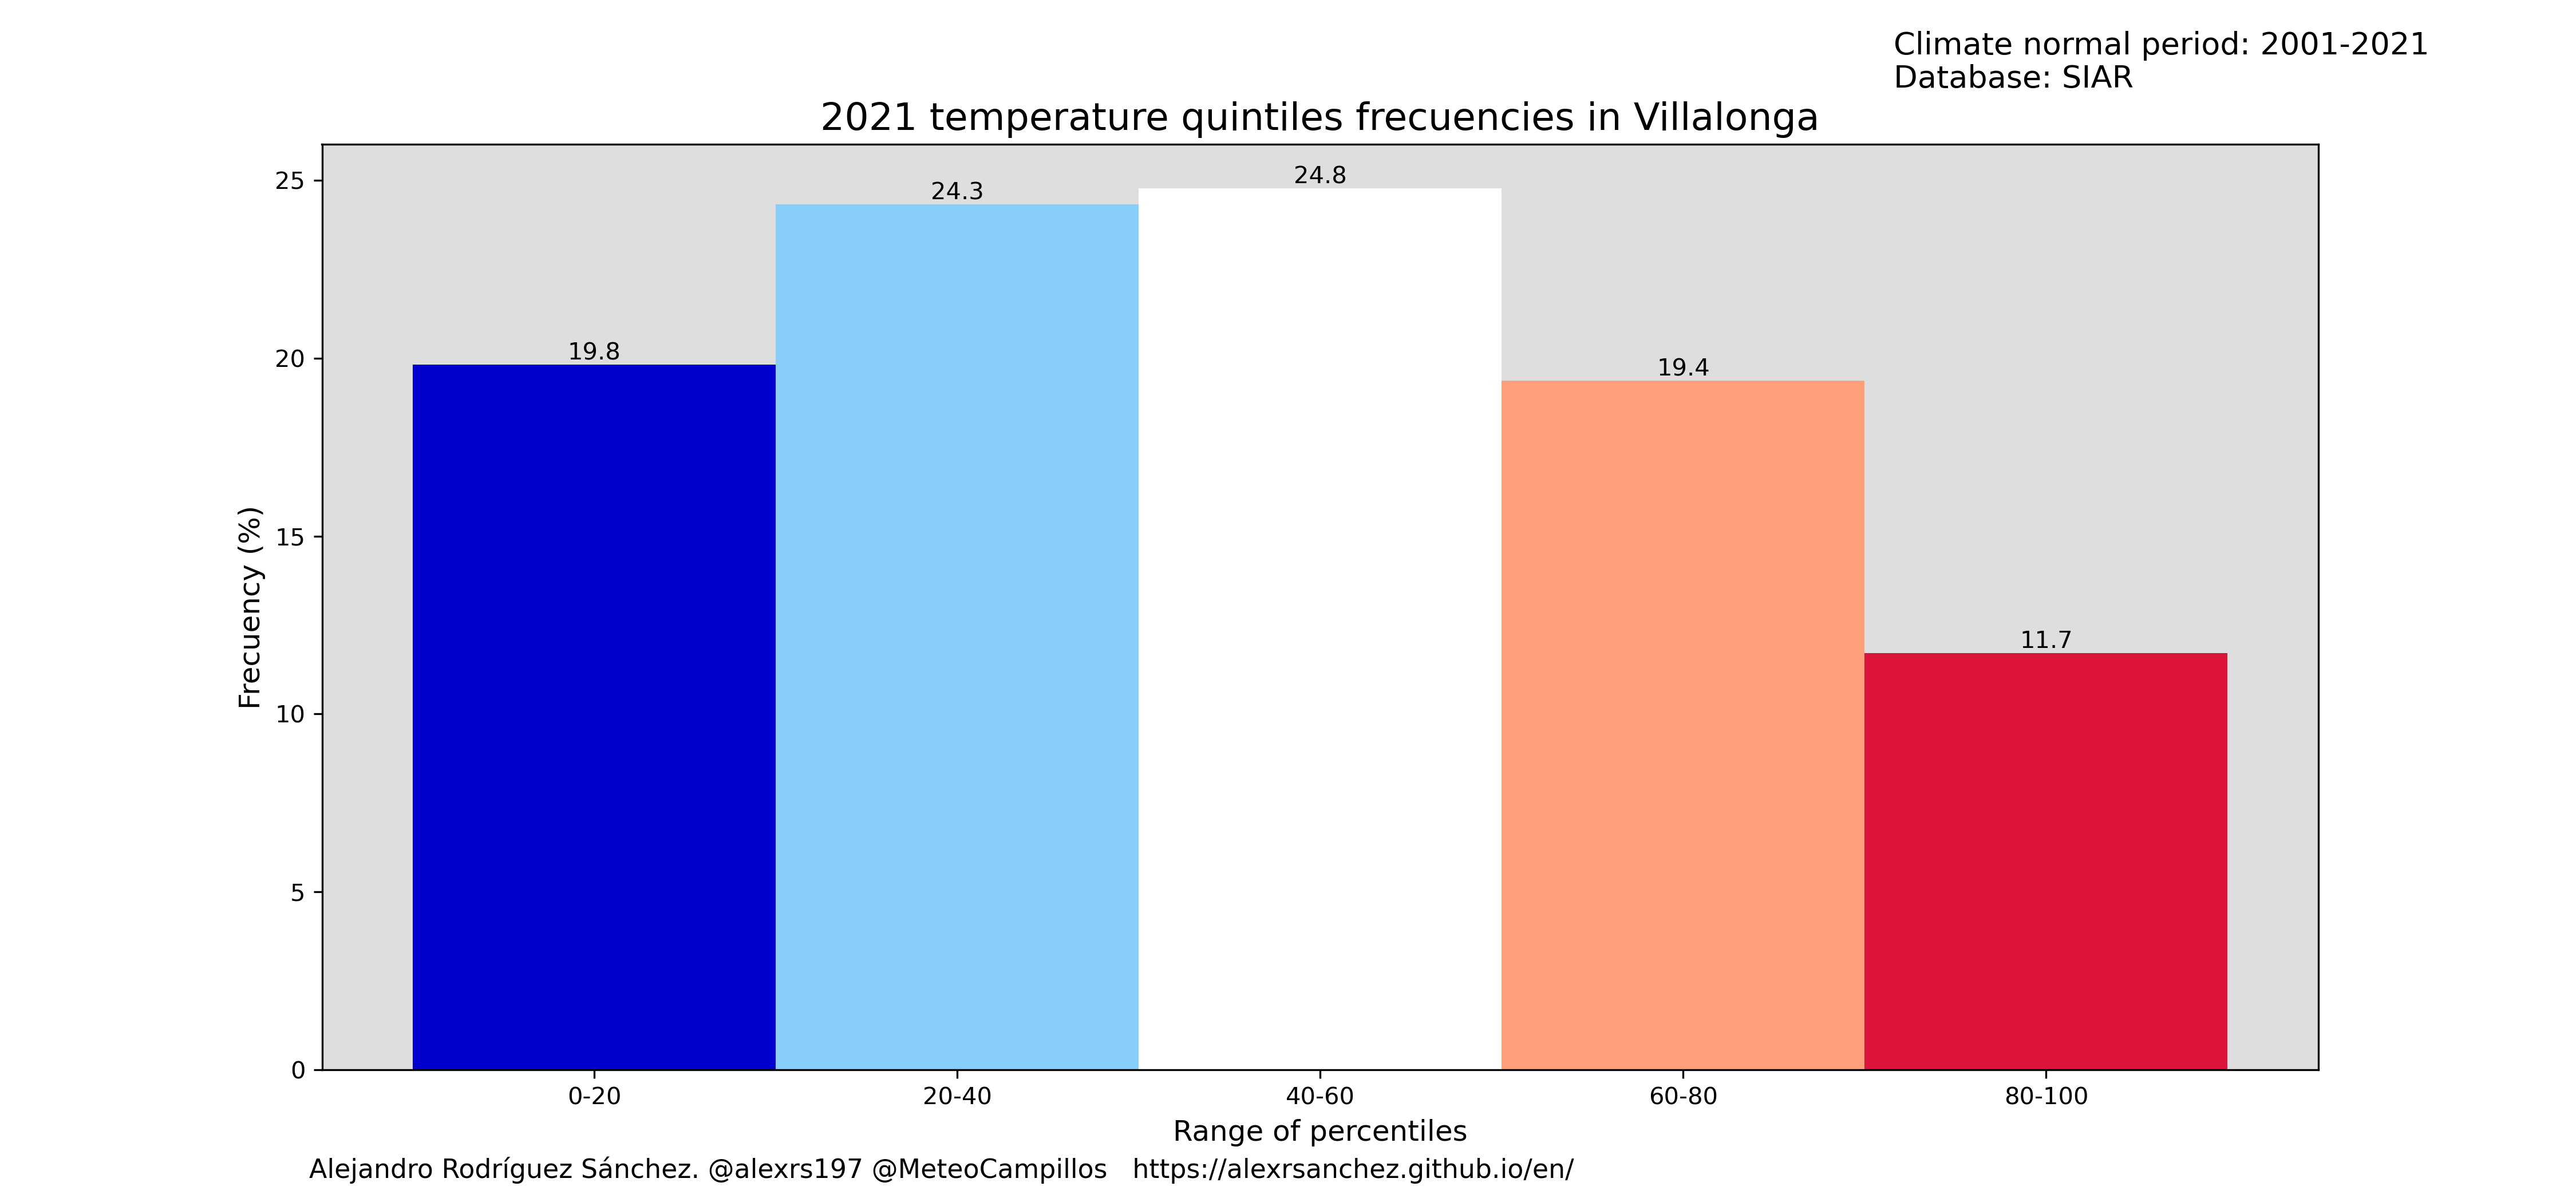 Climate normal period: 2001-2021
Database: SIAR
2021 temperature quintiles frecuencies in Villalonga
25
20
15
10
5
0
Frecuency (%)
19.8
24.3
24.8
19.4
11.7
0-20
20-40
40-60
60-80
80-100
Range of percentiles
Alejandro Rodríguez Sánchez. @alexrs197 @MeteoCampillos https://alexrsanchez.github.io/en/